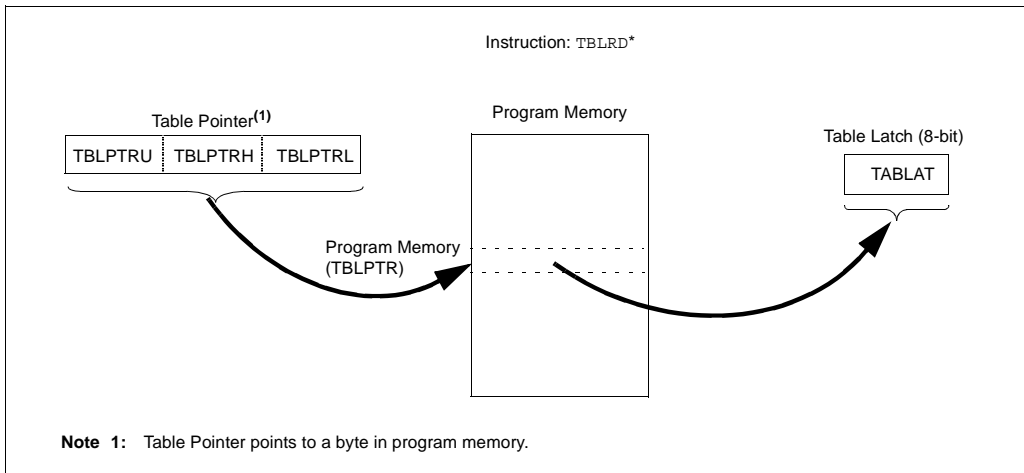 Instruction: TBLRD*
Table Pointer(1)
Program Memory
Table Latch (8-bit)
TBLPTRU TBLPTRH TBLPTRL
TABLAT
Program Memory
(TBLPTR)
Note 1: Table Pointer points to a byte in program memory.